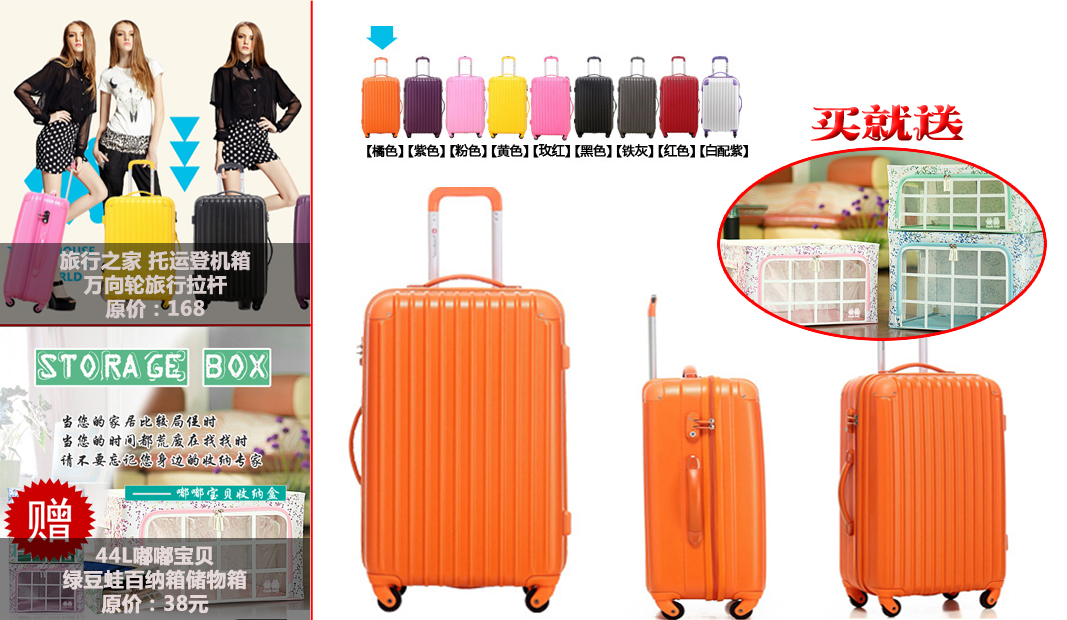 旅行之家 托运登机箱
万向轮旅行拉杆
原价：168
STORAGE BOX
当您的家居比较局促时
当您的时间都荒废在找找时
请不要忘记您身边的收纳专家
——嘟嘟宝贝收纳盒
赠
44L嘟嘟宝贝
绿豆蛙百纳箱储物箱
原价：38元
【橘色】【紫色】【粉色】【黄色】【玫红】【黑色】【铁灰】【红色】【白配紫】
买就送